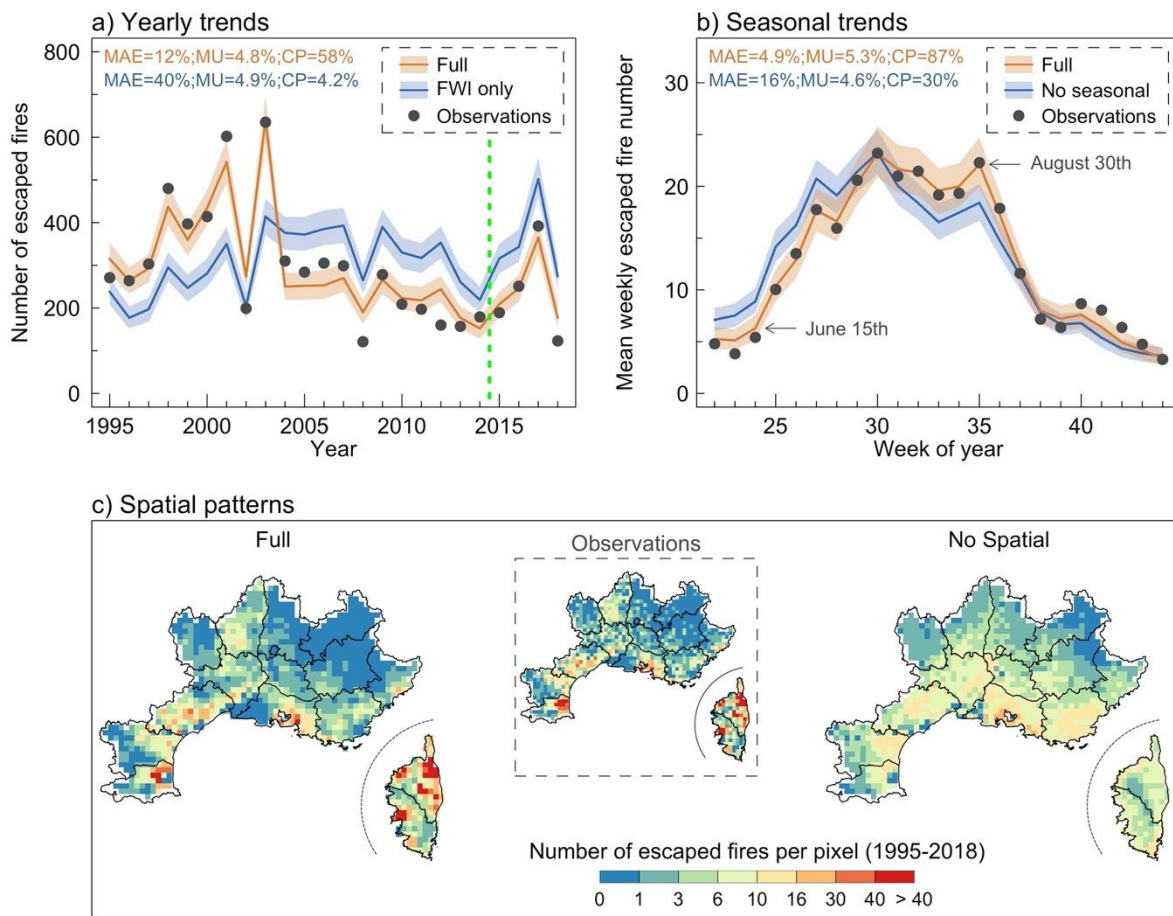 a) Yearly trends
MAE=12%;MU=4.8%;CP=58%
MAE=40%;MU=4.9%;CP=4.2%
Full
FWI only
Observations
Number of escaped fires
800
600
400
200
0
1995
2000
2005
2010
2015
Year
b) Seasonal trends
MAE=4.9%;MU=5.3%;CP=87%
MAE=16%;MU=4.6%;CP=30%
Full
No seasonal
Observations
August 30th
June 15th
Mean weekly escaped fire number
30
20
10
0
25
30
35
40
Week of year
c) Spatial patterns
Full
Observations
No Spatial
Number of escaped fires per pixel (1995-2018)
0 1 3 6 10 16 30 40 > 40